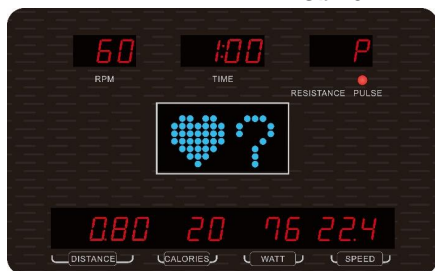 60 1:00 P
RPM TIME
RESISTANCE PULSE
?
0.80 20 76 22.4
DISTANCE CALORIES WATT SPEED